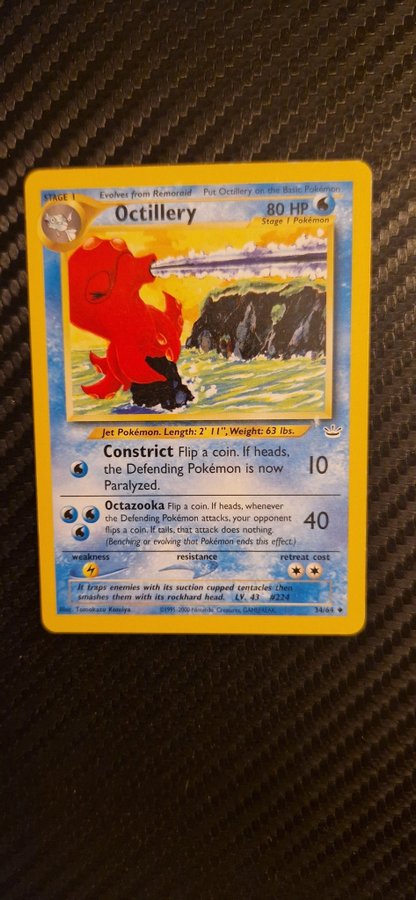 STAGE 1 Evolves from Remoraid Put Octillery on the Basic Pokémon
Octillery 80 HP
Stage 1 Pokémon
Jet Pokémon. Length: 2' 11", Weight: 63 lbs.
Constrict Flip a coin. If heads,
the Defending Pokémon is now
Paralyzed.
10
Octazooka Flip a coin. If heads, whenever
the Defending Pokémon attacks, your opponent
flips a coin. If tails, that attack does nothing.
(Benching or evolving that Pokémon ends this effect.)
40
weakness resistance retreat cost
It traps enemies with its suction cupped tentacles then
smashes them with its rockhard head. LV. 43 #224
Illus. Tomokazu Komiya ©1995-2000 Nintendo, Creatures, GAMEFREAK. 34/64